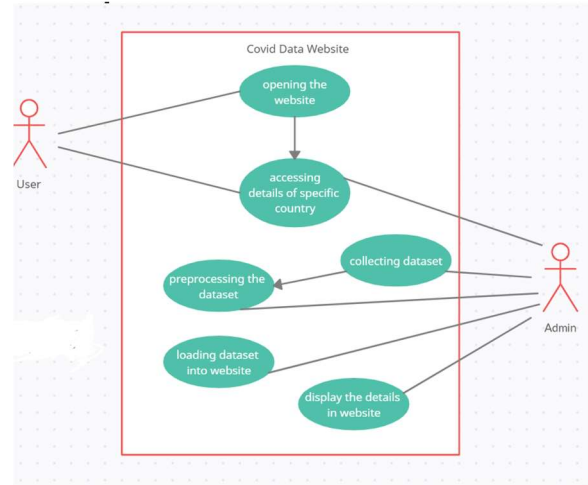 Covid Data Website
opening the
website
User
accessing
details of specific
country
collecting dataset
preprocessing the
dataset
Admin
loading dataset
into website
display the details
in website